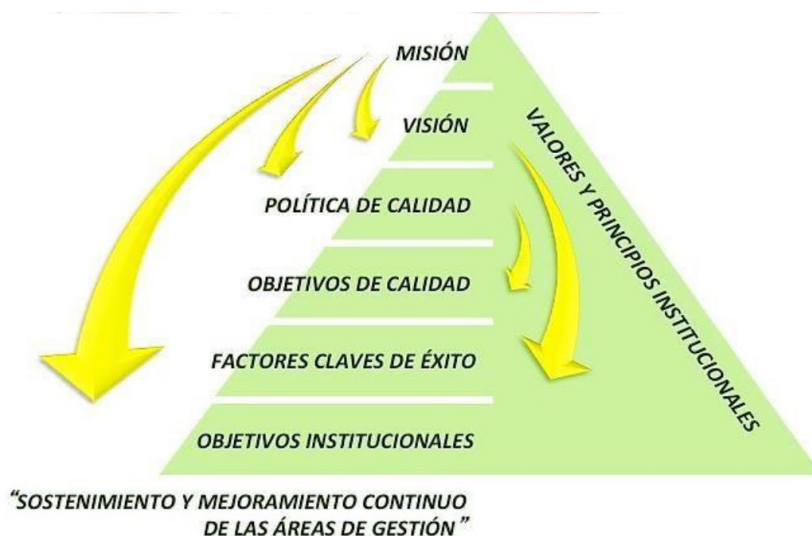 MISIÓN
VISIÓN
POLÍTICA DE CALIDAD
OBJETIVOS DE CALIDAD
FACTORES CLAVES DE ÉXITO
OBJETIVOS INSTITUCIONALES
VALORES Y PRINCIPIOS INSTITUCIONALES
“SOSTENIMIENTO Y MEJORAMIENTO CONTINUO
DE LAS ÁREAS DE GESTIÓN”